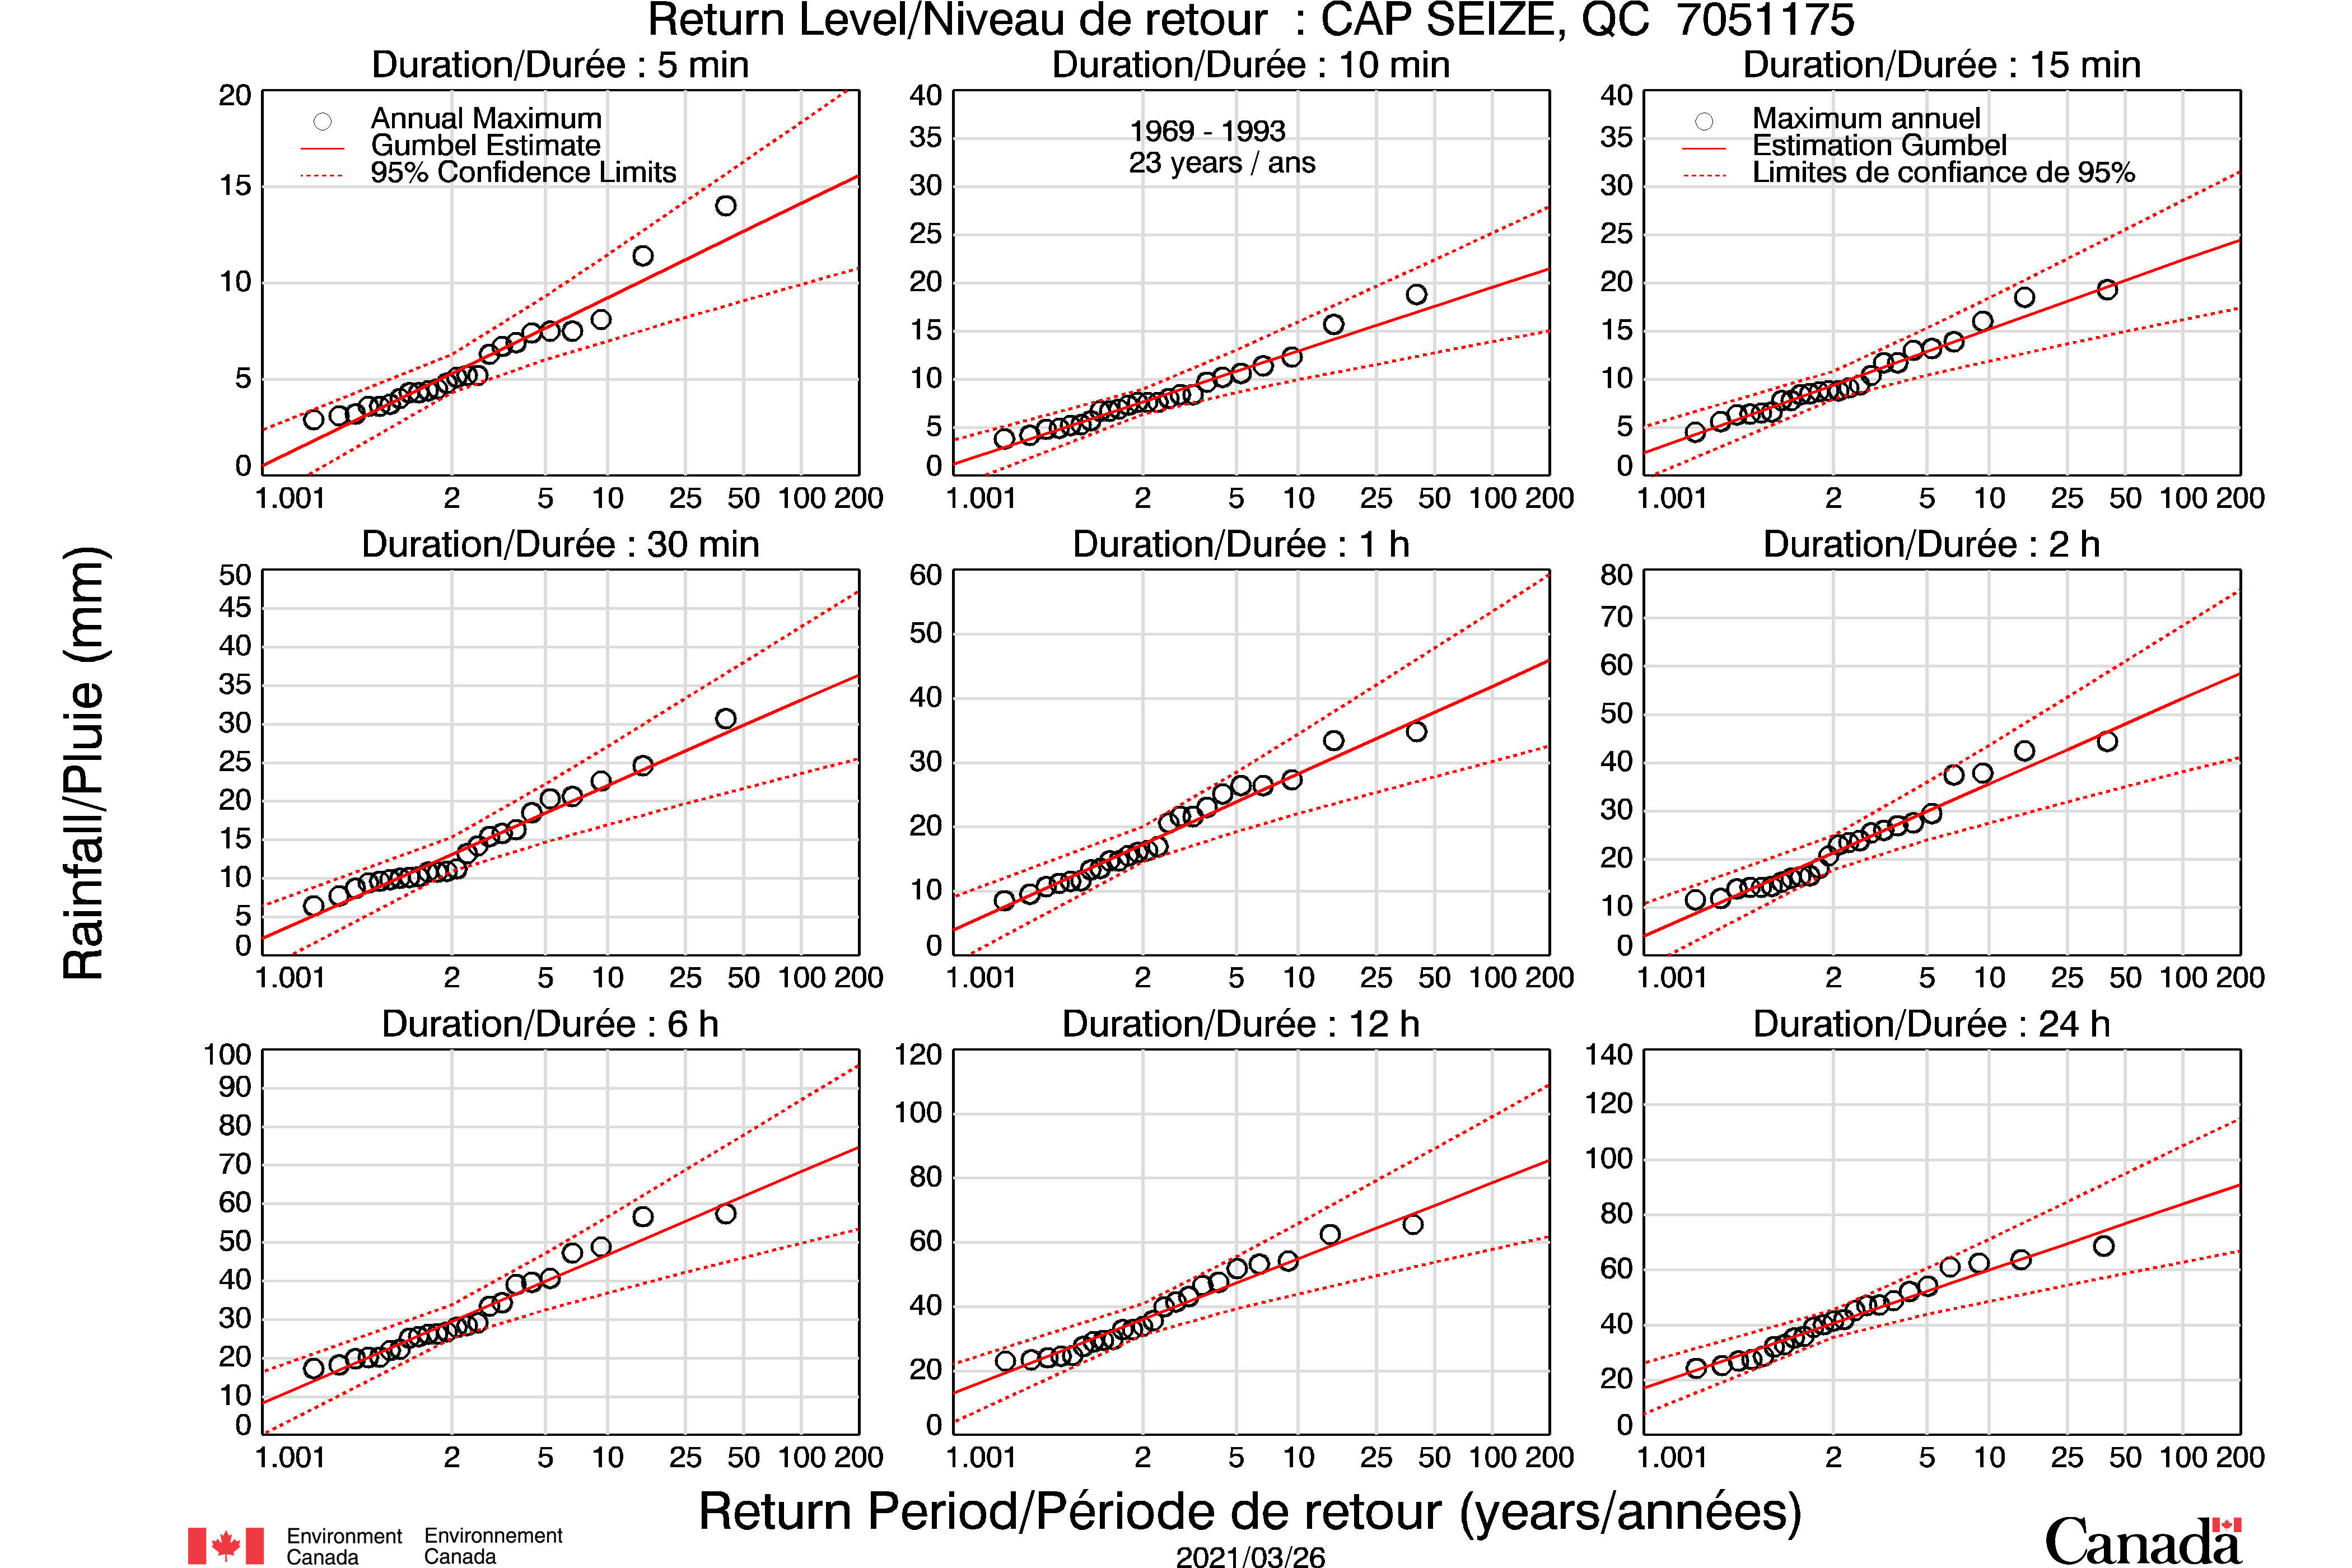 Return Level/Niveau de retour : CAP SEIZE, QC 7051175
Duration/Durée : 5 min
20
15
10
5
0
Annual Maximum
Gumbel Estimate
95% Confidence Limits
1.001 2 5 10 25 50 100 200
Duration/Durée : 10 min
40
35
30
25
20
15
10
5
0
1969 - 1993
23 years / ans
1.001 2 5 10 25 50 100 200
Duration/Durée : 15 min
40
35
30
25
20
15
10
5
0
Maximum annuel
Estimation Gumbel
Limites de confiance de 95%
1.001 2 5 10 25 50 100 200
Rainfall/Pluie (mm)
Duration/Durée : 30 min
50
45
40
35
30
25
20
15
10
5
0
1.001 2 5 10 25 50 100 200
Duration/Durée : 1 h
60
50
40
30
20
10
0
1.001 2 5 10 25 50 100 200
Duration/Durée : 2 h
80
70
60
50
40
30
20
10
0
1.001 2 5 10 25 50 100 200
Duration/Durée : 6 h
100
90
80
70
60
50
40
30
20
10
0
1.001 2 5 10 25 50 100 200
Duration/Durée : 12 h
120
100
80
60
40
20
0
1.001 2 5 10 25 50 100 200
Duration/Durée : 24 h
140
120
100
80
60
40
20
0
1.001 2 5 10 25 50 100 200
Return Period/Période de retour (years/années)
Environment Canada
Environnement Canada
2021/03/26
Canada